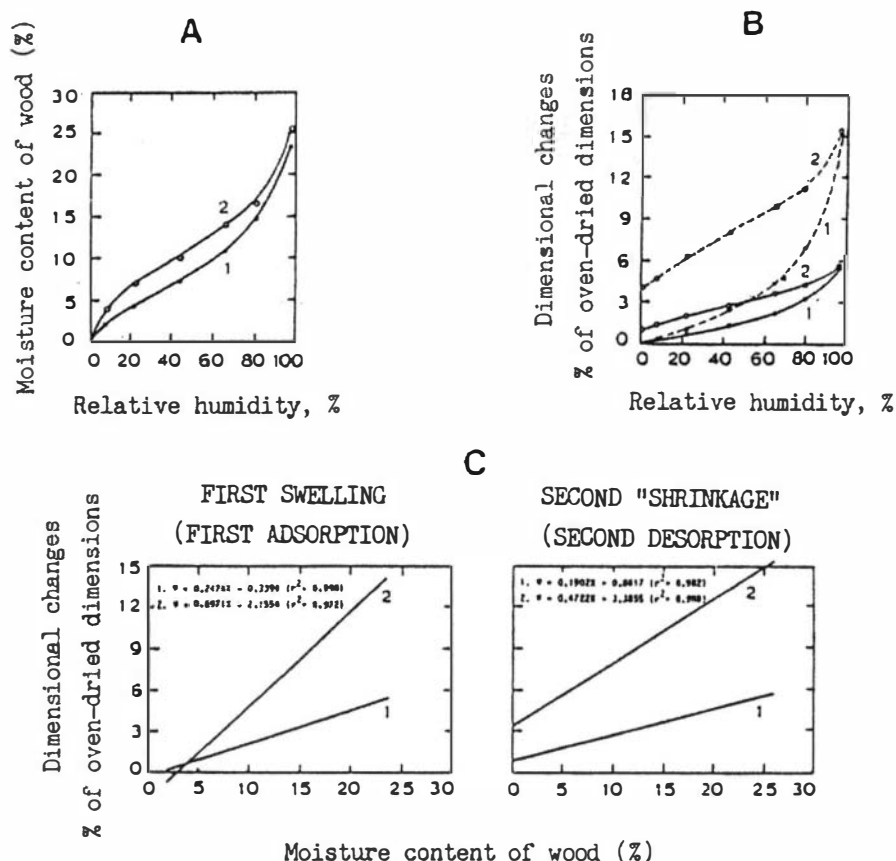 A
Moisture content of wood (%)
30
25
20
15
10
5
0
2
1
0 20 40 60 80 100
Relative humidity, %
B
Dimensional changes
% of oven-dried dimensions
18
15
12
9
6
3
0
2
1
2
1
0 20 40 60 80 100
Relative humidity, %
C
FIRST SWELLING
(FIRST ADSORPTION)
SECOND "SHRINKAGE"
(SECOND DESORPTION)
Dimensional changes
% of oven-dried dimensions
15
12
9
6
3
0
2
1
0 5 10 15 20 25 30
2
1
0 5 10 15 20 25 30
Moisture content of wood (%)